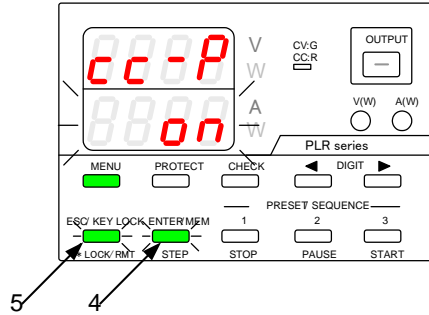 OUTPUT
V
CV:G
CC:R
cc-P
W
V(W) A(W)
A
on
W
PLR series
MENU PROTECT CHECK DIGIT
PRESET/ SEQUENCE
ESC/ KEY LOCK ENTER/MEM 1 2 3
* LOCK/RMT STEP STOP PAUSE START
5 4